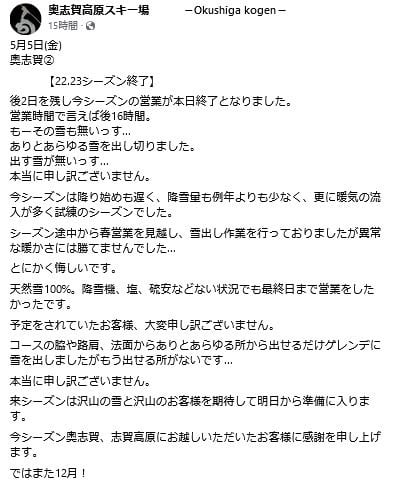 奥志賀高原スキー場　　　ーOkushiga kogenー
15時間・
5月5日(金)
奥志賀②
【22.23シーズン終了】
後2日を残し今シーズンの営業が本日終了となりました。
営業時間で言えば後16時間。
もーその雪も無いっす...
ありとあらゆる雪を出し切りました。
出す雪が無いっす...
本当に申し訳ございません。
今シーズンは降り始めも遅く、降雪量も例年よりも少なく、更に暖気の流
入が多く試練のシーズンでした。
シーズン途中から春営業を見越し、雪出し作業を行っておりましたが異常
な暖かさには勝てませんでした...
とにかく悔しいです。
天然雪100%。降雪機、塩、硫安などない状況でも最終日まで営業をした
かったです。
予定をされていたお客様、大変申し訳ございません。
コースの脇や路肩、法面からありとあらゆる所から出せるだけゲレンデに
雪を出しましたがもう出せる所がないです...
本当に申し訳ございません。
来シーズンは沢山の雪と沢山のお客様を期待して明日から準備に入りま
す。
今シーズン奥志賀、志賀高原にお越しいただいたお客様に感謝を申し上げ
ます。
ではまた12月！